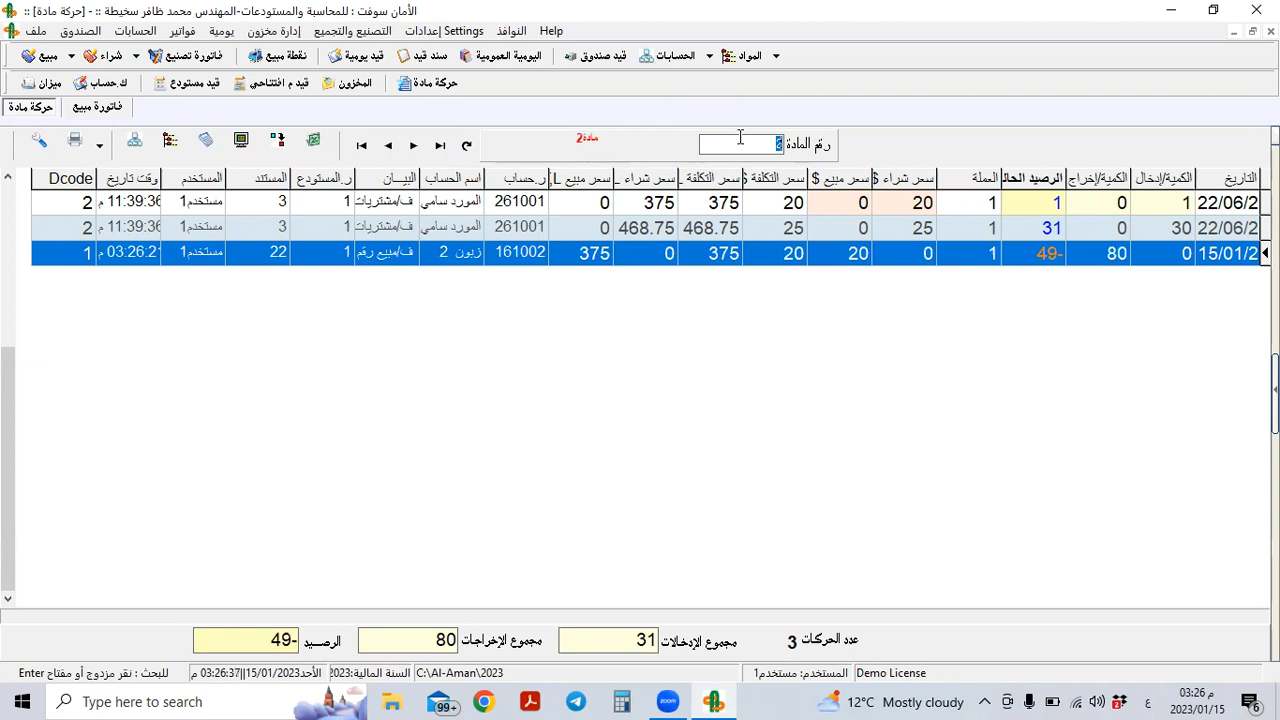 الأمان سوفت : للمحاسبة والمستودعات-المهندس محمد ظافر سخيطة :: - [حركة مادة] ::
ملف الصندوق الحسابات يومية فواتير إدارة مخزون التصنيع والتجميع إعدادات Settings النوافذ Help
مبيع شراء فاتورة تصنيع نقطة مبيع قيد يومية سند قيد اليومية العمومية قيد صندوق الحسابات المواد
ميزان ك.حساب قيد مستودع قيد م افتتاحي المخزون حركة مادة
حركة مادة فاتورة مبيع
رقم المادة مادة2
التاريخ الكمية/إدخال الكمية/إخراج الرصيد الحال العملة سعر شراء $ سعر مبيع $ سعر التكلفة $ سعر التكلفة _ سعر شراء _ سعر مبيع L, ر.حساب اسم الحساب البيـــان ر.المستودع المستند المستخدم وقت تاريخ Dcode
22/06/2 1 0 1 1 20 0 20 375 375 0 261001 المورد سامي ف/مشتريات 1 3 مستخدم1 11:39:36 م 2
22/06/2 30 0 31 1 25 0 25 468.75 468.75 0 261001 المورد سامي ف/مشتريات 1 3 مستخدم1 11:39:36 م 2
15/01/2 0 80 49- 1 0 20 20 375 0 375 161002 زبون 2 ف/مبيع رقم 1 22 مستخدم1 03:26:21 م 1
عدد الحركات 3 مجموع الإدخالات 31 مجموع الإخراجات 80 الرصـــيد 49-
للبحث : نقر مزدوج أو مفتاح Enter الأحد15/01/2023||03:26:37 م السنة المالية:2023 C:\Al-Aman\2023 المستخدم: مستخدم1 Demo License
Type here to search 99+ 12°C Mostly cloudy ع 03:26 م
2023/01/15 6